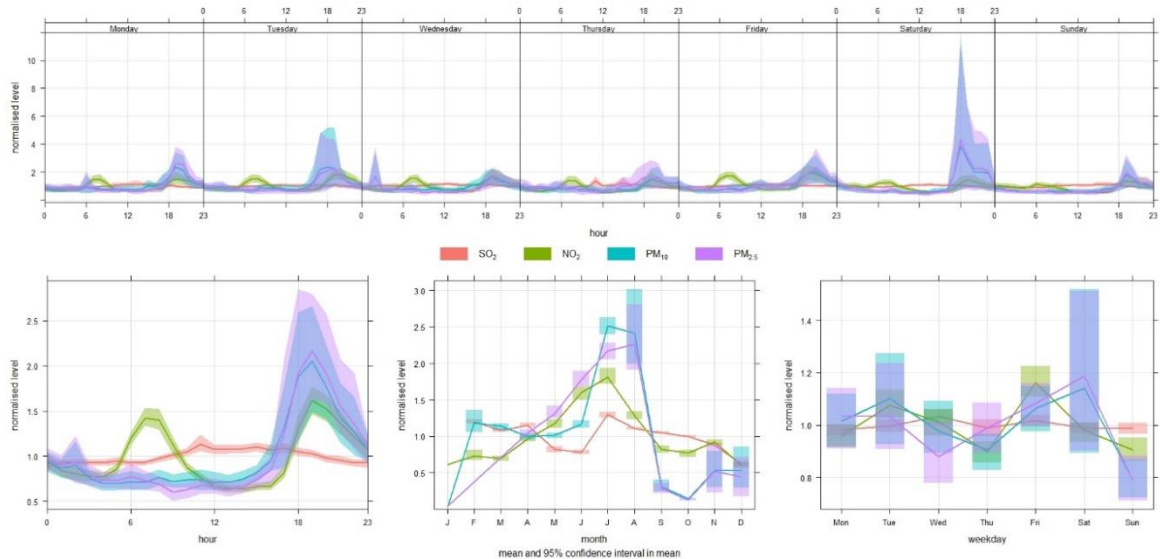 0 6 12 18 23 0 6 12 18 23 0 6 12 18 23
Monday Tuesday Wednesday Thursday Friday Saturday Sunday
normalised level
10
8
6
4
2
0 6 12 18 23 0 6 12 18 23 0 6 12 18 23 0 6 12 18 23
hour
SO2 NO2 PM10 PM2.5
normalised level
2.5
2.0
1.5
1.0
0.5
0 6 12 18 23
hour
normalised level
3.0
2.5
2.0
1.5
1.0
0.5
J F M A M J J A S O N D
month
mean and 95% confidence interval in mean
normalised level
1.4
1.2
1.0
0.8
Mon Tue Wed Thu Fri Sat Sun
weekday